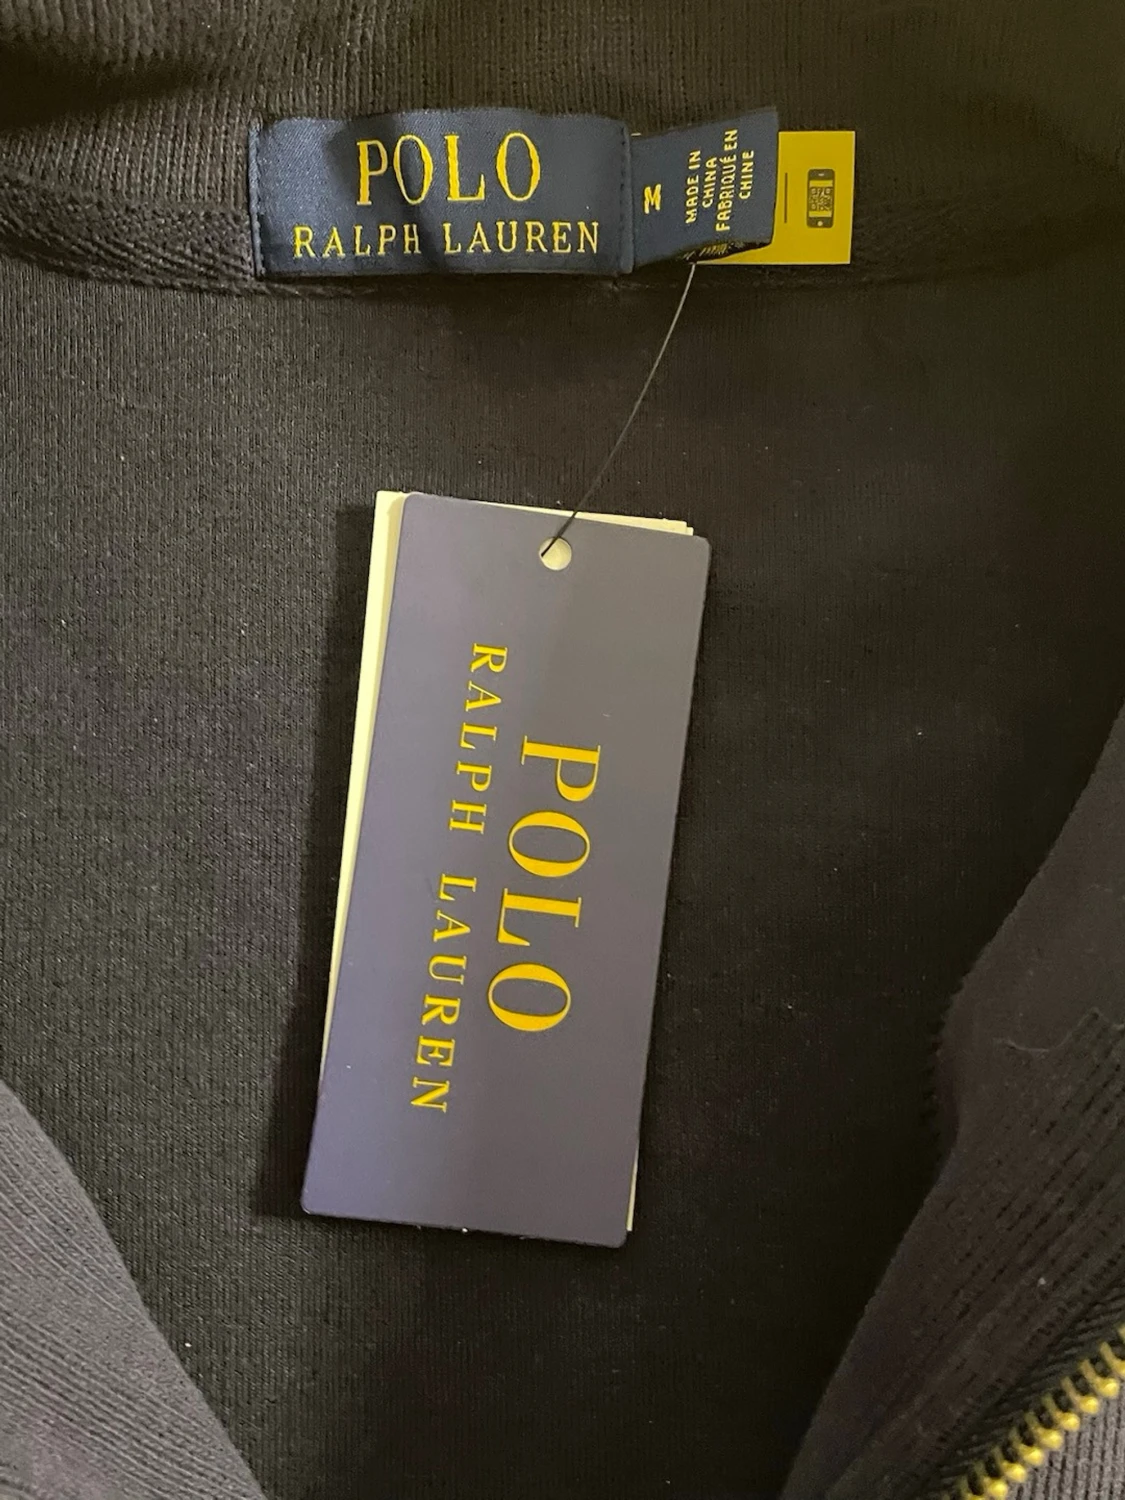 POLO
RALPH LAUREN
M
MADE IN
CHINA
FABRIQUÉ EN
CHINE
POLO
RALPH LAUREN